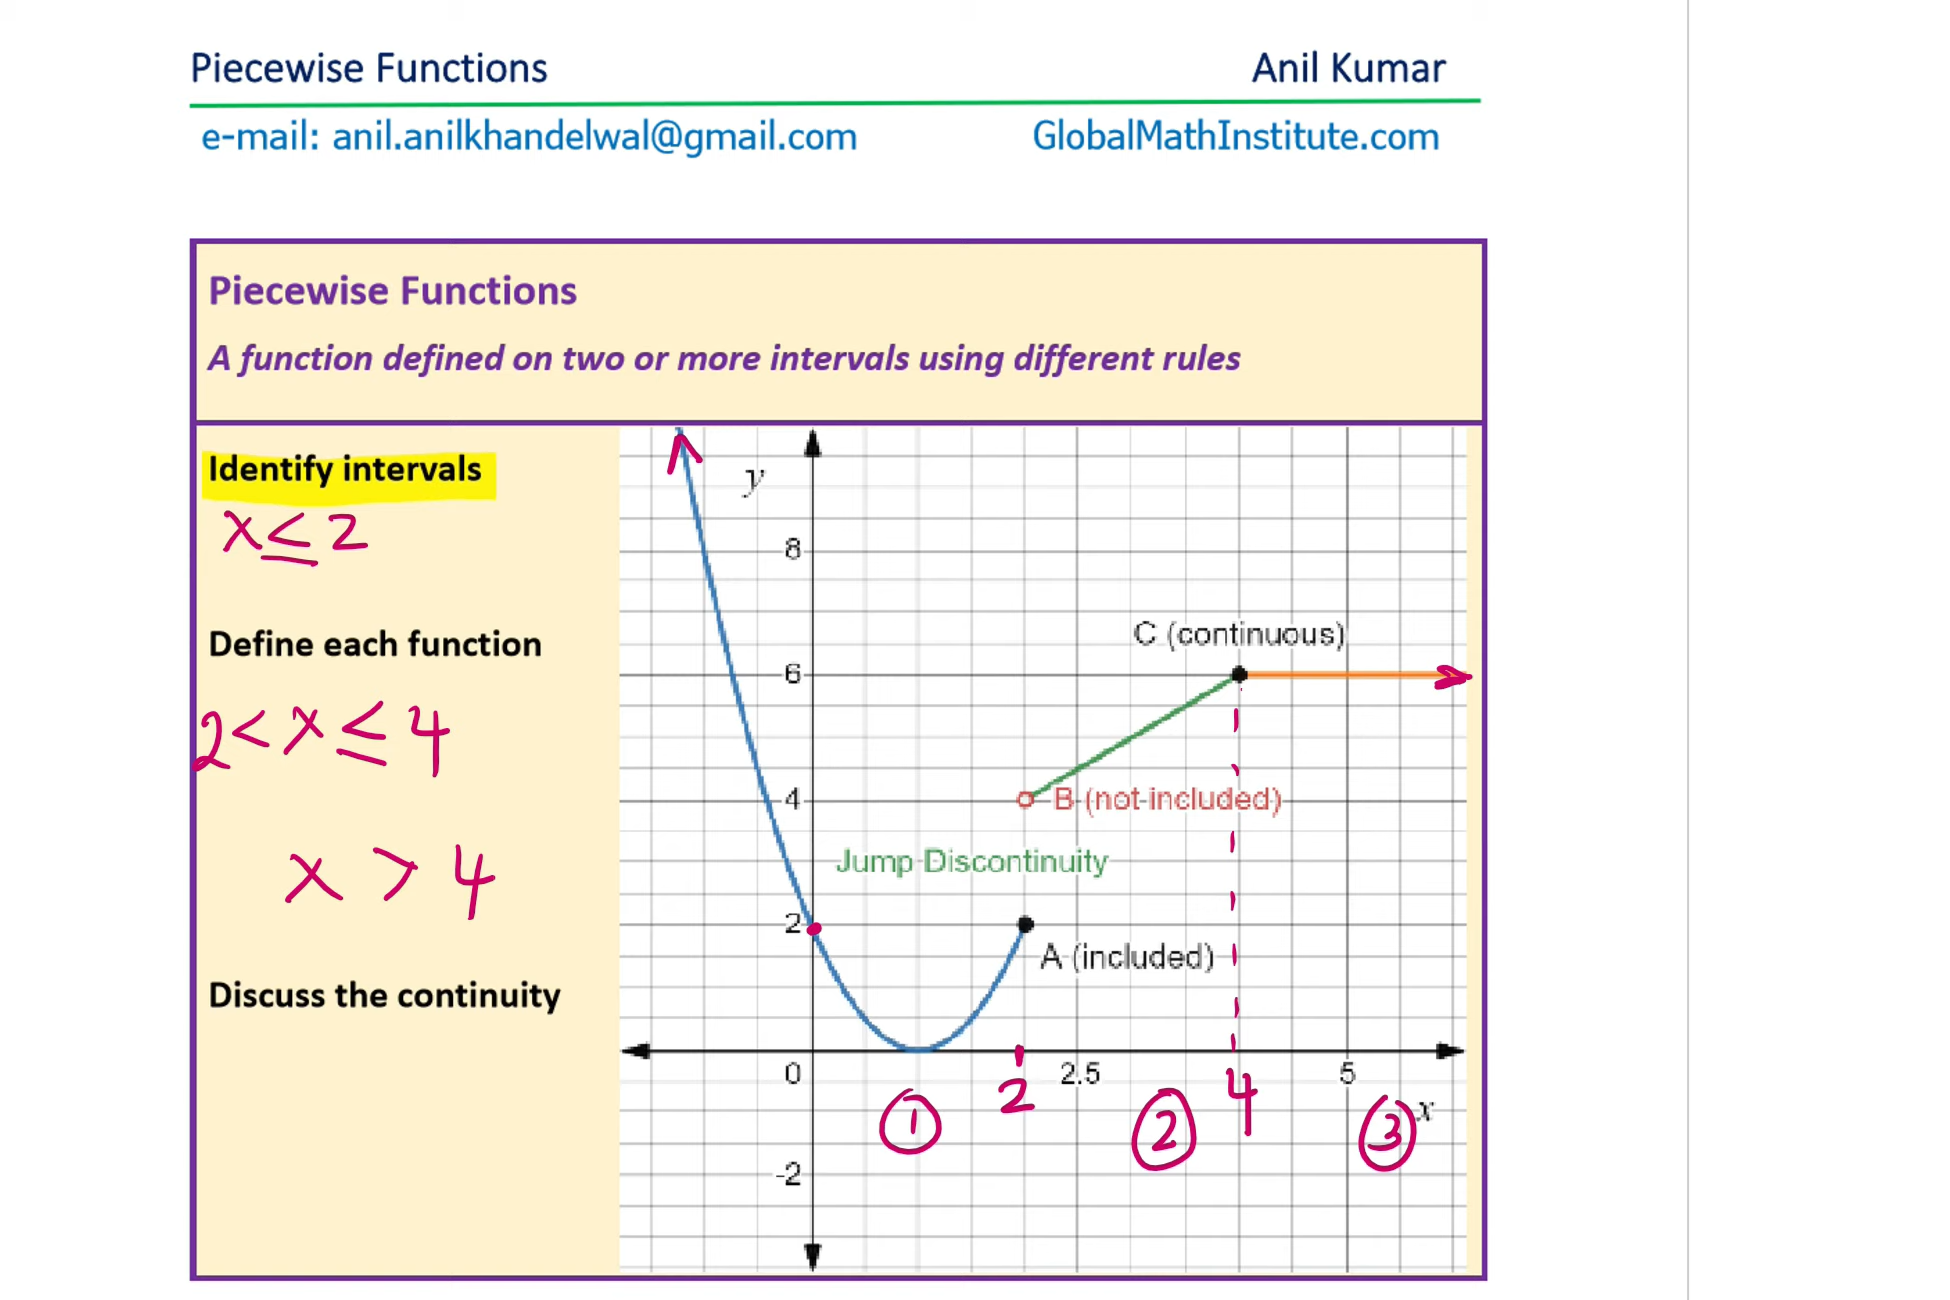 Piecewise Functions Anil Kumar
e-mail: anil.anilkhandelwal@gmail.com GlobalMathInstitute.com
Piecewise Functions
A function defined on two or more intervals using different rules
Identify intervals
x ≤ 2
Define each function
2 < x ≤ 4
x > 4
Discuss the continuity
y
8
C (continuous)
6
4
B (not included)
Jump Discontinuity
2
A (included)
0 2 2.5 4 5
x
1 2 3
-2